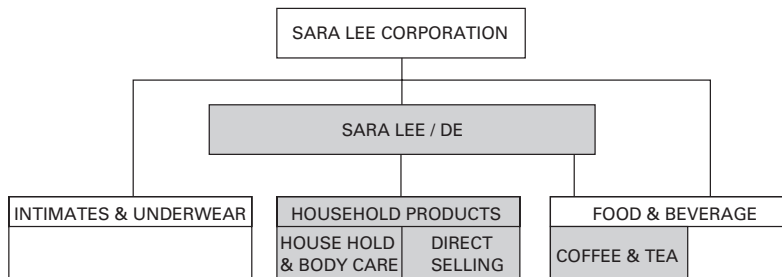 SARA LEE CORPORATION
SARA LEE / DE
INTIMATES & UNDERWEAR
HOUSEHOLD PRODUCTS
HOUSE HOLD
& BODY CARE
DIRECT
SELLING
FOOD & BEVERAGE
COFFEE & TEA